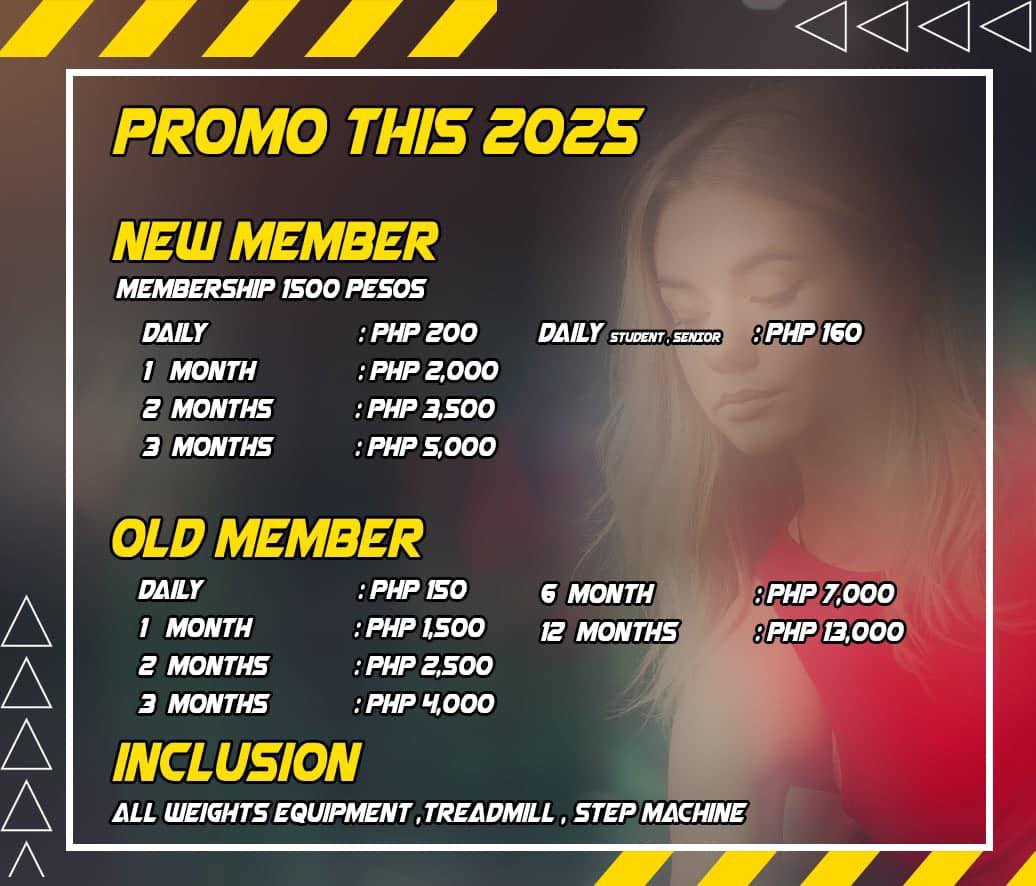 PROMO THIS 2025
NEW MEMBER
MEMBERSHIP 1500 PESOS
DAILY : PHP 200 DAILY STUDENT, SENIOR : PHP 160
1 MONTH : PHP 2,000
2 MONTHS : PHP 3,500
3 MONTHS : PHP 5,000
OLD MEMBER
DAILY : PHP 150 6 MONTH : PHP 7,000
1 MONTH : PHP 1,500 12 MONTHS : PHP 13,000
2 MONTHS : PHP 2,500
3 MONTHS : PHP 4,000
INCLUSION
ALL WEIGHTS EQUIPMENT ,TREADMILL , STEP MACHINE